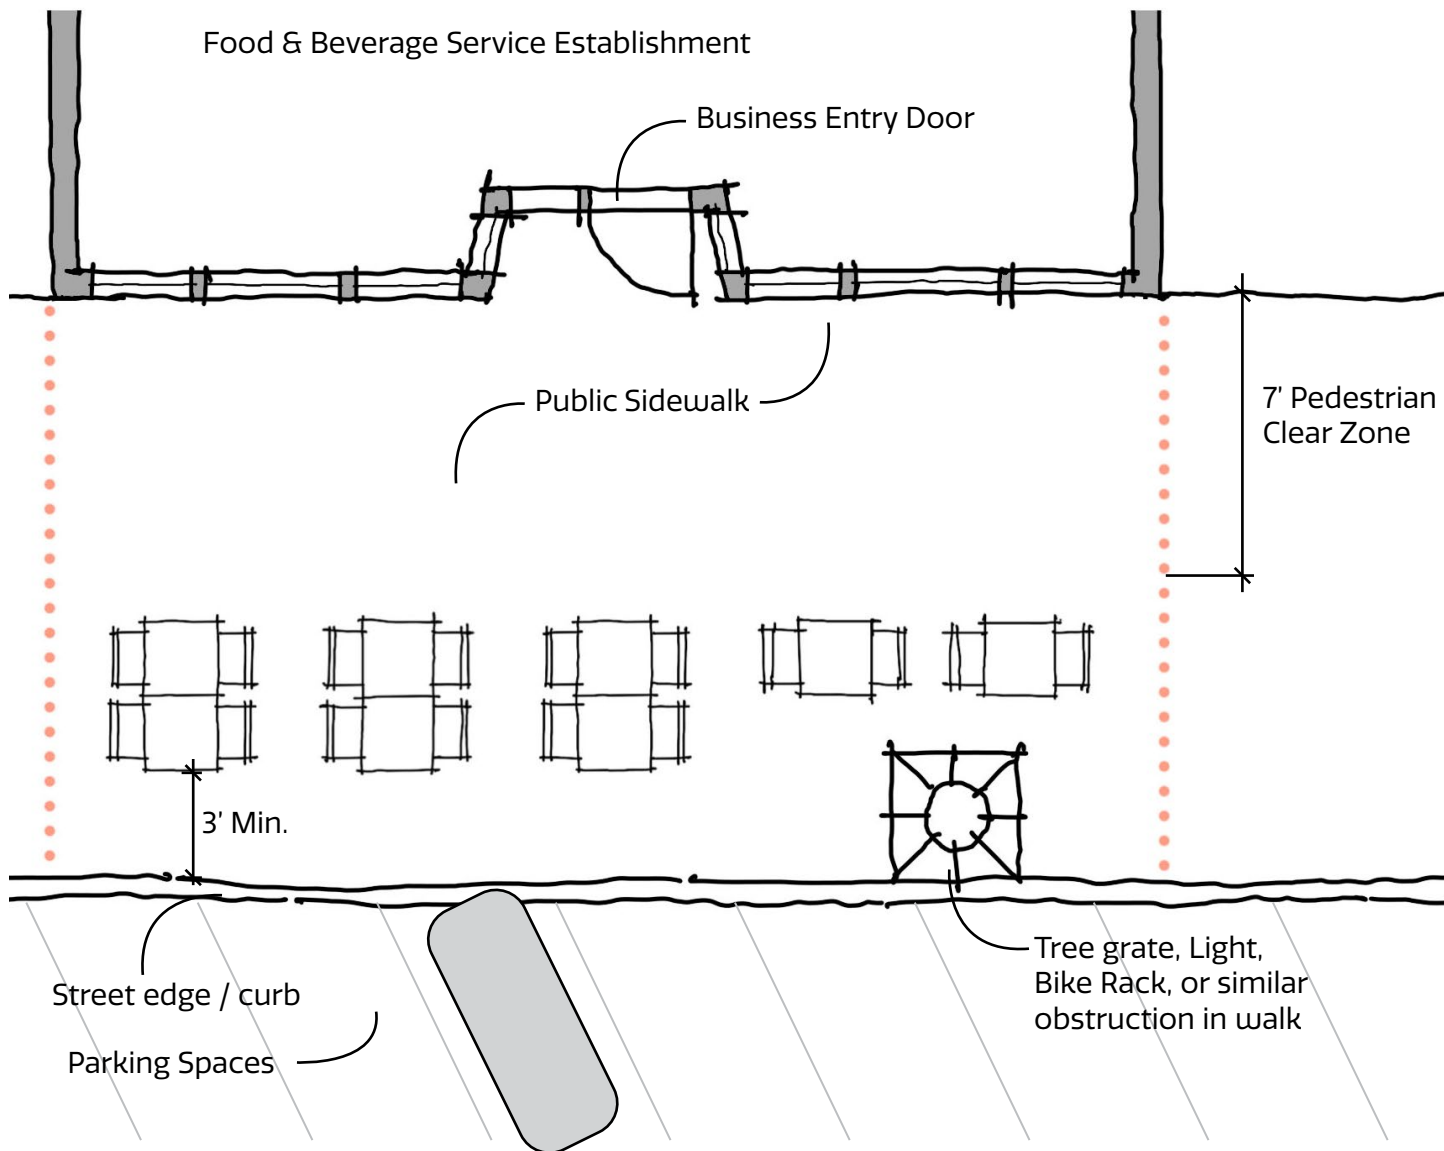 Food & Beverage Service Establishment
Business Entry Door
Public Sidewalk
7' Pedestrian
Clear Zone
3' Min.
Street edge / curb
Parking Spaces
Tree grate, Light,
Bike Rack, or similar
obstruction in walk